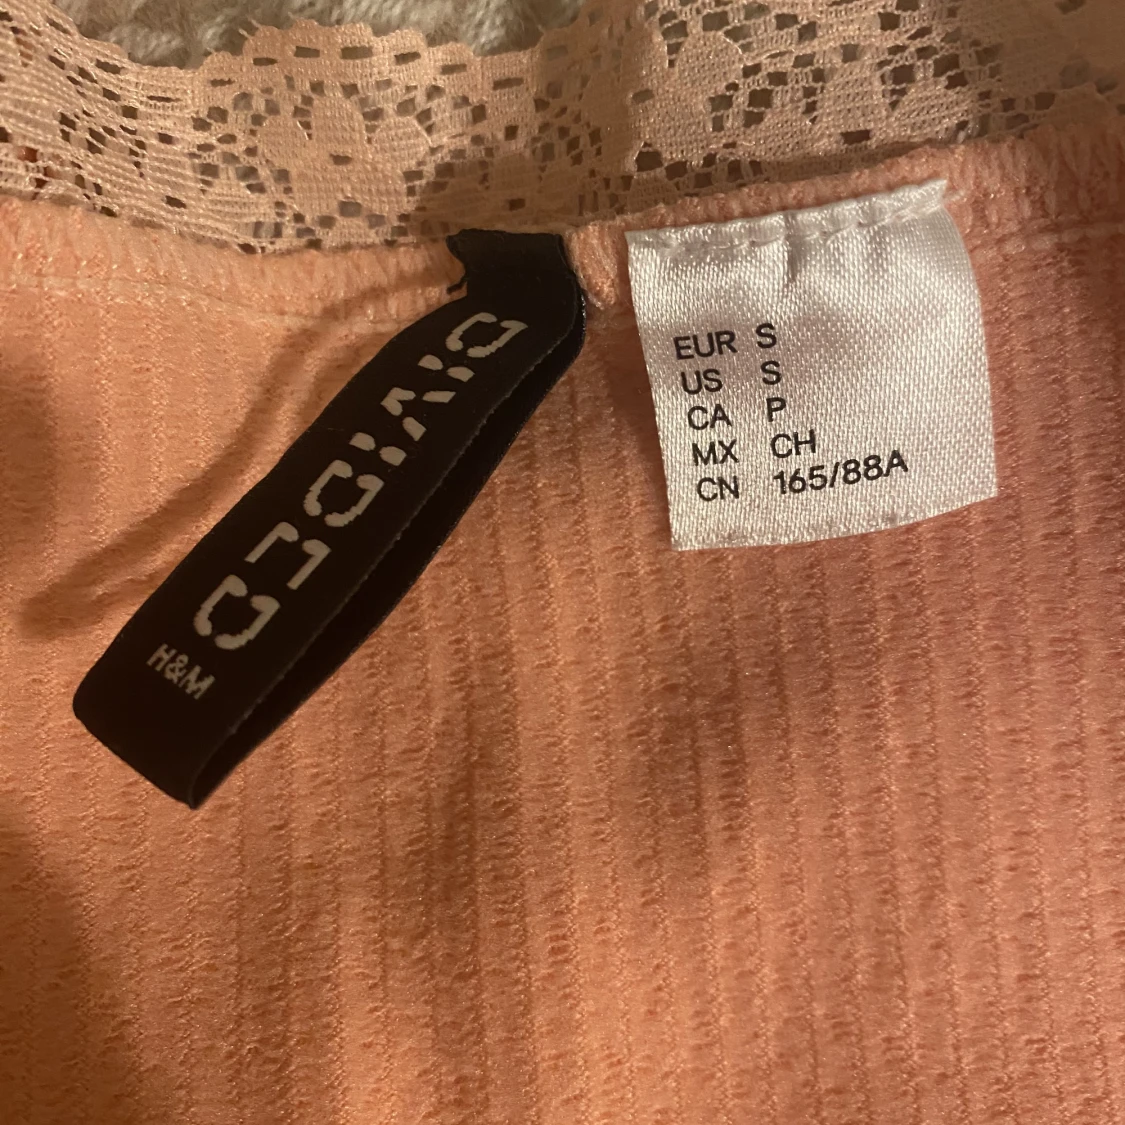 DIVIDED
H&M
EUR S
US S
CA P
MX CH
CN 165/88A